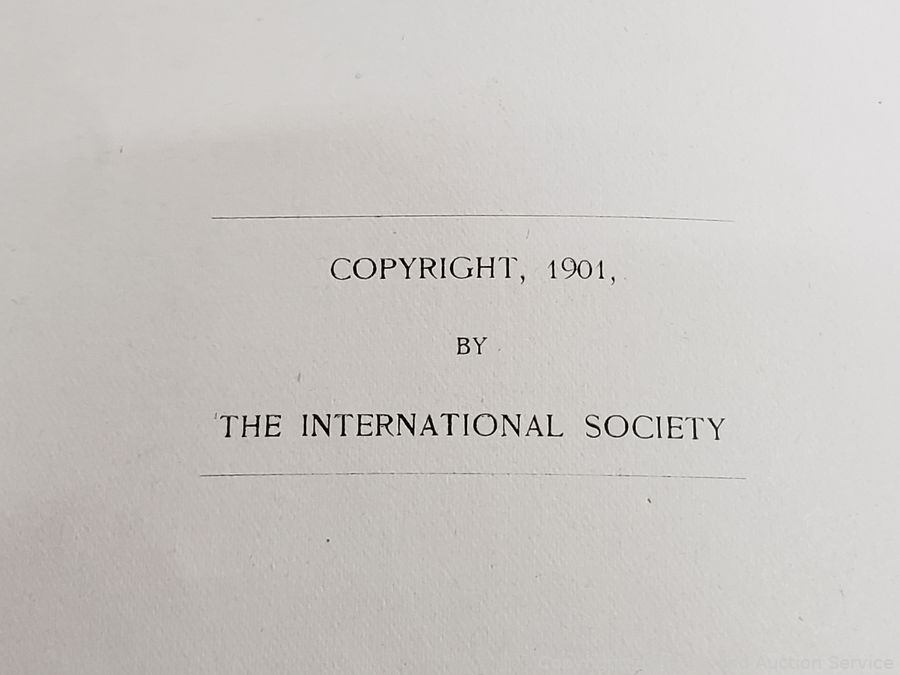 COPYRIGHT, 1901,
BY
THE INTERNATIONAL SOCIETY
Auction Service